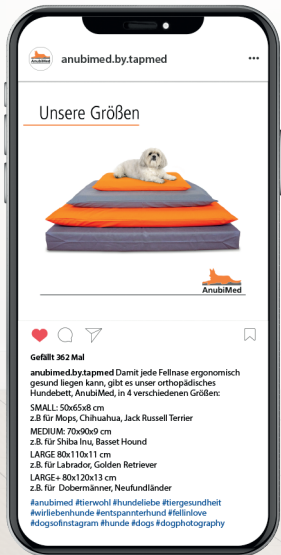 AnubiMed
anubimed.by.tapmed
Unsere Größen
AnubiMed
Gefällt 362 Mal
anubimed.by.tapmed Damit jede Fellnase ergonomisch
gesund liegen kann, gibt es unser orthopädisches
Hundebett, AnubiMed, in 4 verschiedenen Größen:
SMALL: 50x65x8 cm
z.B für Mops, Chihuahua, Jack Russell Terrier
MEDIUM: 70x90x9 cm
z.B. für Shiba Inu, Basset Hound
LARGE 80x110x11 cm
z.B. für Labrador, Golden Retriever
LARGE+ 80x120x13 cm
z.B. für Dobermänner, Neufundländer
#anubimed #tierwohl #hundeliebe #tiergesundheit
#wirliebenhunde #entspannterhund #fellinlove
#dogsofinstagram #hunde #dogs #dogphotography